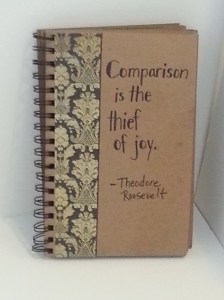 Comparison
is the
thief
of joy.
-Theodore
Roosevelt